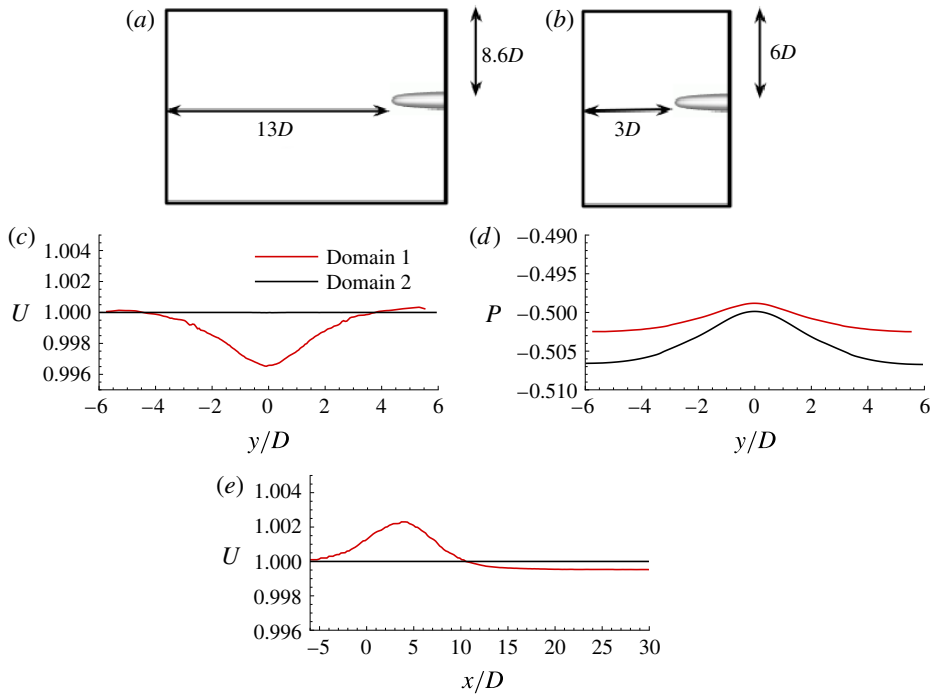 (a)
8.6D
13D
(b)
6D
3D
(c)
1.004
1.002
1.000
0.998
0.996
U
Domain 1
Domain 2
−6 −4 −2 0 2 4 6
y/D
(d)
−0.490
−0.495
−0.500
−0.505
−0.510
P
−6 −4 −2 0 2 4 6
y/D
(e)
1.004
1.002
1.000
0.998
0.996
U
−5 0 5 10 15 20 25 30
x/D